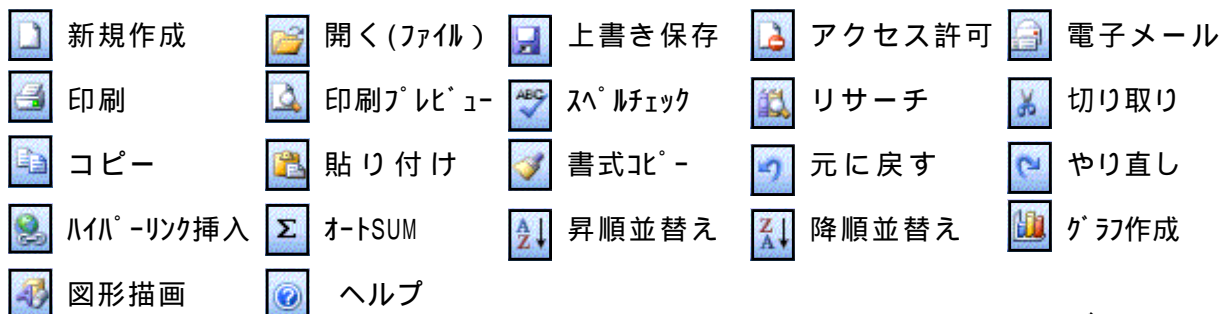 新規作成 開く(ﾌｧｲﾙ) 上書き保存 アクセス許可 電子メール
印刷 印刷ﾌﾟﾚﾋﾞｭｰ ABC ｽﾍﾟﾙﾁｪｯｸ リサーチ 切り取り
コピー 貼り付け 書式ｺﾋﾟｰ 元に戻す やり直し
ﾊｲﾊﾟｰﾘﾝｸ挿入 Σ ｵｰﾄSUM AZ 昇順並替え ZA 降順並替え ｸﾞﾗﾌ作成
図形描画 ? ヘルプ